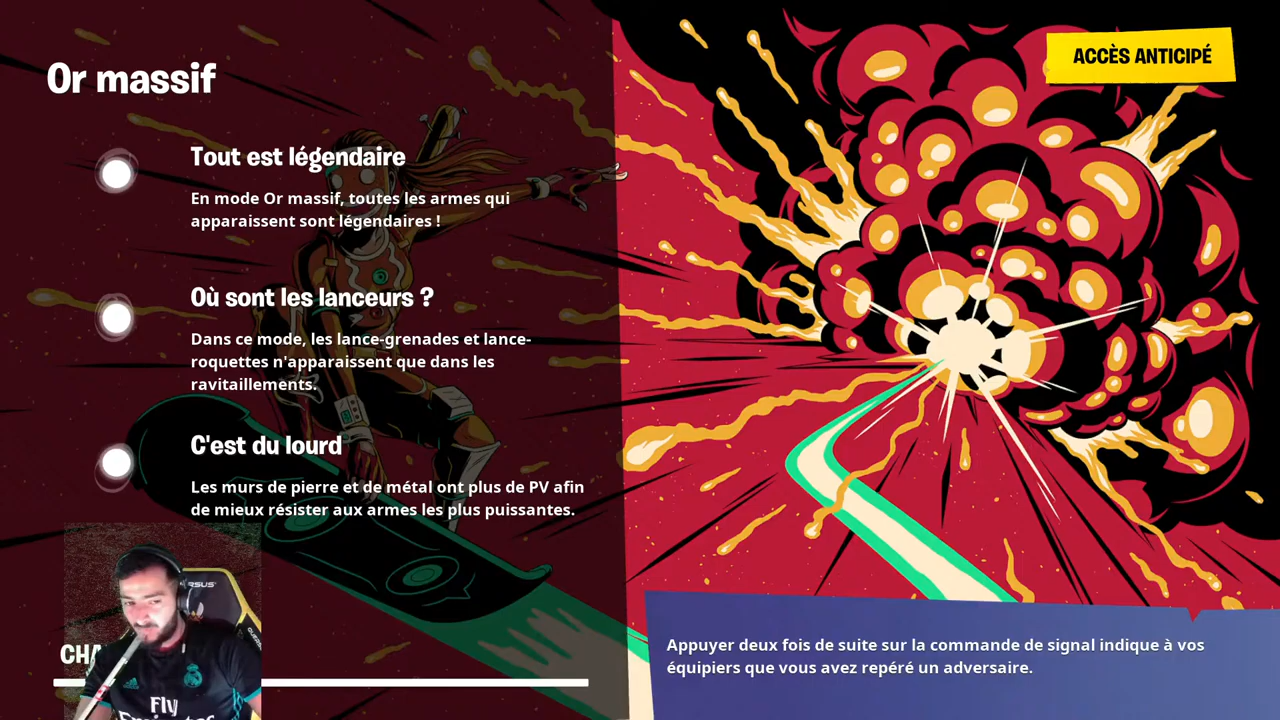 Or massif
ACCÈS ANTICIPÉ
Tout est légendaire
En mode Or massif, toutes les armes qui
apparaissent sont légendaires !
Où sont les lanceurs ?
Dans ce mode, les lance-grenades et lance-
roquettes n'apparaissent que dans les
ravitaillements.
C'est du lourd
Les murs de pierre et de métal ont plus de PV afin
de mieux résister aux armes les plus puissantes.
CHA
Appuyer deux fois de suite sur la commande de signal indique à vos
équipiers que vous avez repéré un adversaire.
adidas
Fly